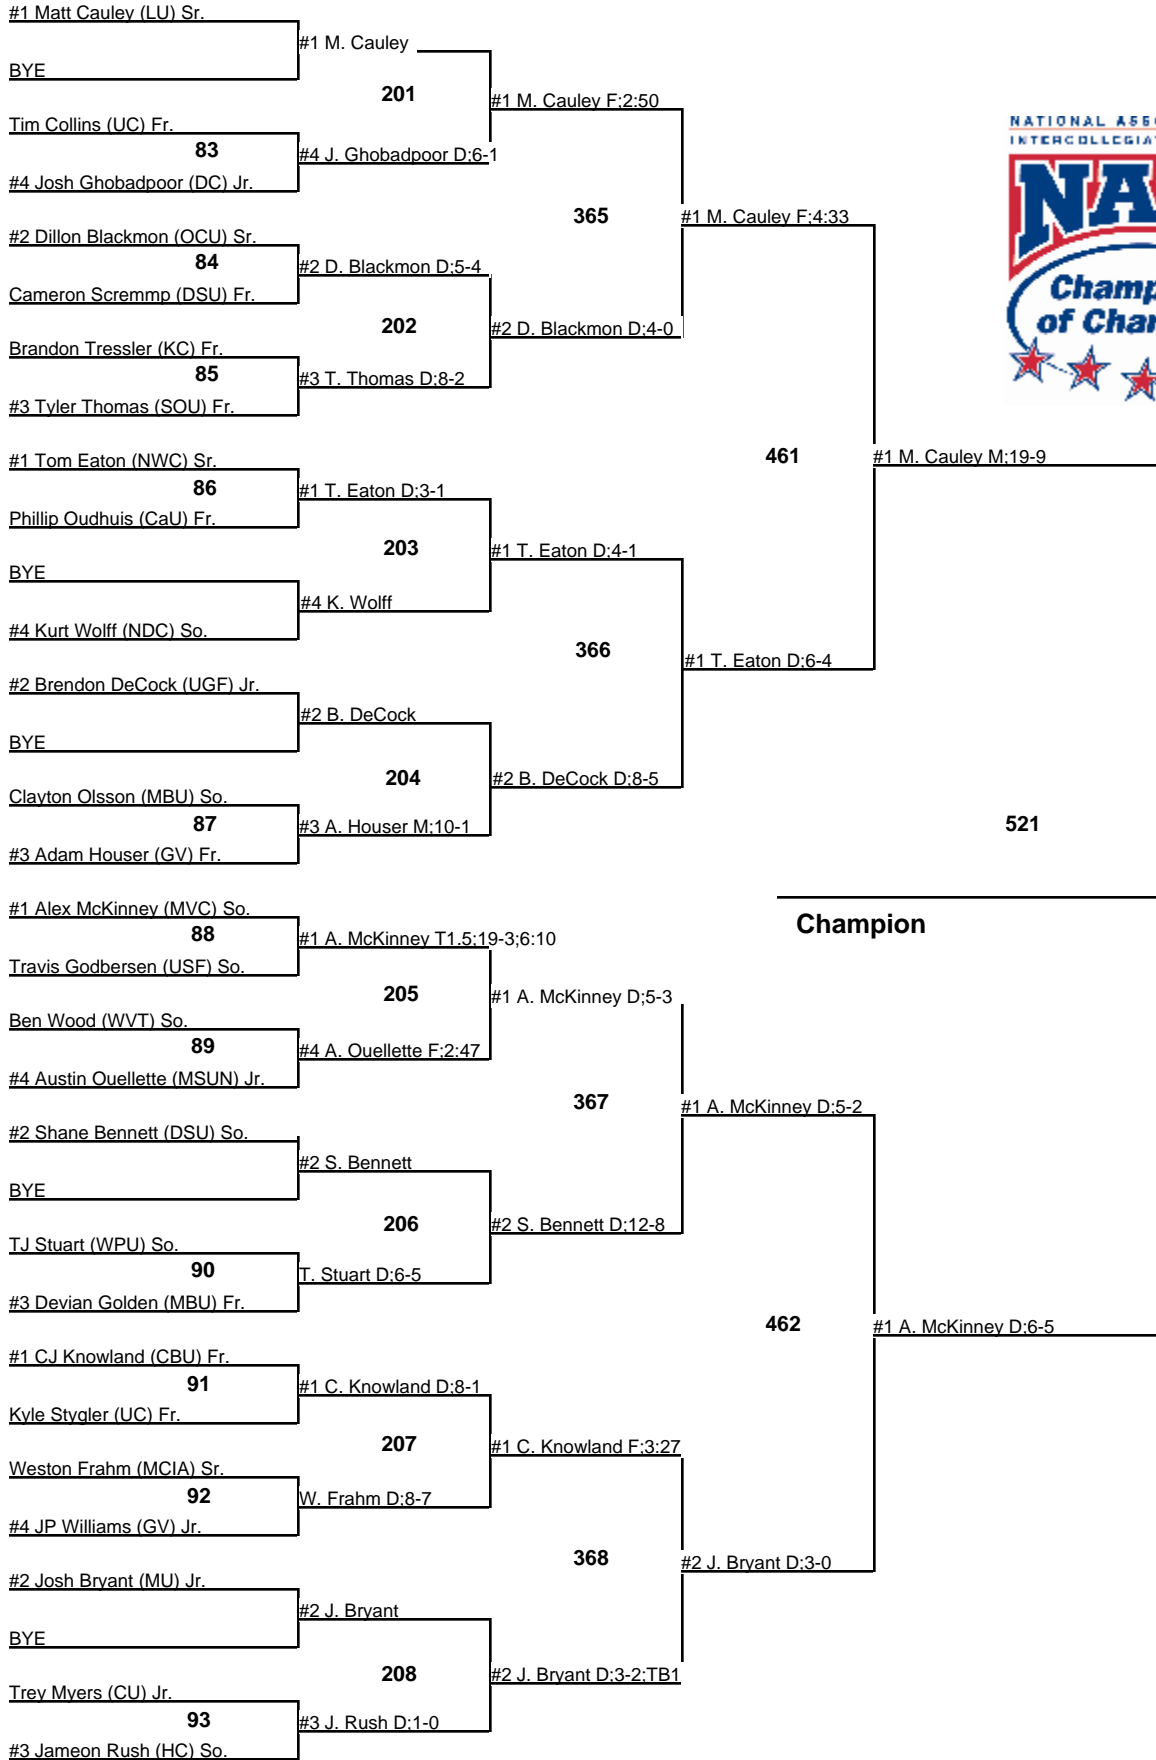 #1 Matt Cauley (LU) Sr.
#1 M. Cauley
BYE
201
#1 M. Cauley F;2:50
Tim Collins (UC) Fr.
83
#4 J. Ghobadpoor D;6-1
#4 Josh Ghobadpoor (DC) Jr.
365
#1 M. Cauley F;4:33
#2 Dillon Blackmon (OCU) Sr.
84
#2 D. Blackmon D;5-4
Cameron Scremmp (DSU) Fr.
202
#2 D. Blackmon D;4-0
Brandon Tressler (KC) Fr.
85
#3 T. Thomas D;8-2
#3 Tyler Thomas (SOU) Fr.
NATIONAL ASS
INTERCOLLEGIA
NA
Champ
of Char
461
#1 M. Cauley M;19-9
#1 Tom Eaton (NWC) Sr.
86
#1 T. Eaton D;3-1
Phillip Oudhuis (CaU) Fr.
203
#1 T. Eaton D;4-1
BYE
#4 K. Wolff
#4 Kurt Wolff (NDC) So.
366
#1 T. Eaton D;6-4
#2 Brendon DeCock (UGF) Jr.
#2 B. DeCock
BYE
204
#2 B. DeCock D;8-5
Clayton Olsson (MBU) So.
87
#3 A. Houser M;10-1
#3 Adam Houser (GV) Fr.
521
Champion
#1 Alex McKinney (MVC) So.
88
#1 A. McKinney T1.5;19-3;6:10
Travis Godbersen (USF) So.
205
#1 A. McKinney D;5-3
Ben Wood (WVT) So.
89
#4 A. Ouellette F;2:47
#4 Austin Ouellette (MSUN) Jr.
367
#1 A. McKinney D;5-2
#2 Shane Bennett (DSU) So.
#2 S. Bennett
BYE
206
#2 S. Bennett D;12-8
TJ Stuart (WPU) So.
90
T. Stuart D;6-5
#3 Devian Golden (MBU) Fr.
462
#1 A. McKinney D;6-5
#1 CJ Knowland (CBU) Fr.
91
#1 C. Knowland D;8-1
Kyle Stygler (UC) Fr.
207
#1 C. Knowland F;3:27
Weston Frahm (MCIA) Sr.
92
W. Frahm D;8-7
#4 JP Williams (GV) Jr.
368
#2 J. Bryant D;3-0
#2 Josh Bryant (MU) Jr.
#2 J. Bryant
BYE
208
#2 J. Bryant D;3-2;TB1
Trey Myers (CU) Jr.
93
#3 J. Rush D;1-0
#3 Jameon Rush (HC) So.